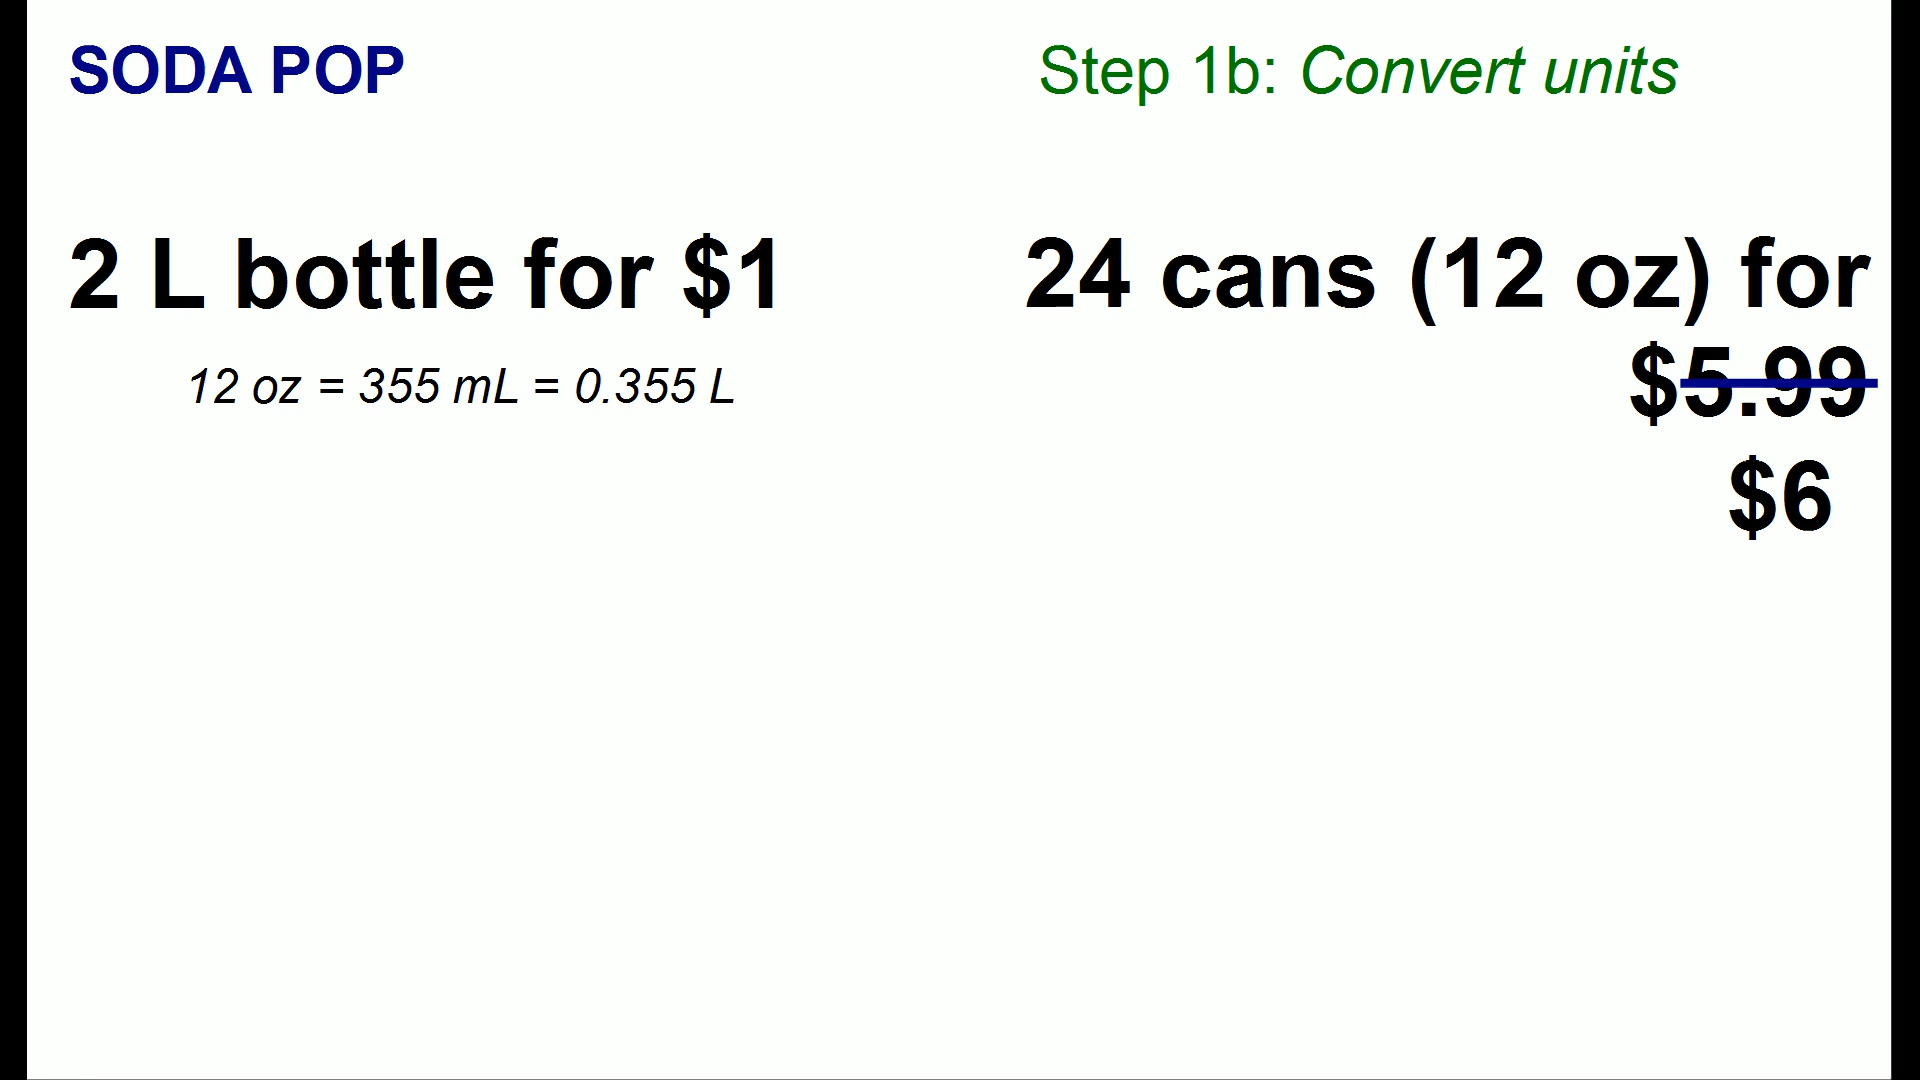 SODA POP
Step 1b: Convert units
2 L bottle for $1
12 oz = 355 mL = 0.355 L
24 cans (12 oz) for
$5.99
$6